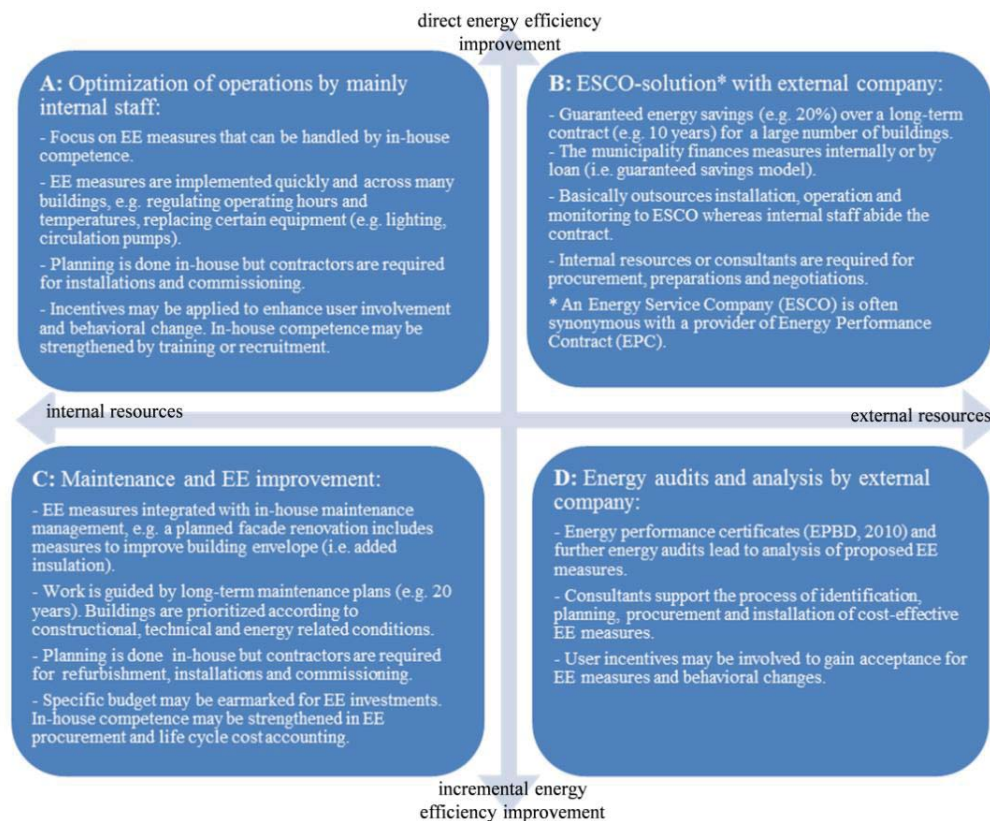 direct energy efficiency
improvement
A: Optimization of operations by mainly
internal staff:
- Focus on EE measures that can be handled by in-house
competence.
- EE measures are implemented quickly and across many
buildings, e.g. regulating operating hours and
temperatures, replacing certain equipment (e.g. lighting,
circulation pumps).
- Planning is done in-house but contractors are required
for installations and commissioning.
- Incentives may be applied to enhance user involvement
and behavioral change. In-house competence may be
strengthened by training or recruitment.
B: ESCO-solution* with external company:
- Guaranteed energy savings (e.g. 20%) over a long-term
contract (e.g. 10 years) for a large number of buildings.
- The municipality finances measures internally or by
loan (i.e. guaranteed savings model).
- Basically outsources installation, operation and
monitoring to ESCO whereas internal staff abide the
contract.
- Internal resources or consultants are required for
procurement, preparations and negotiations.
* An Energy Service Company (ESCO) is often
synonymous with a provider of Energy Performance
Contract (EPC).
internal resources
external resources
C: Maintenance and EE improvement:
- EE measures integrated with in-house maintenance
management, e.g. a planned facade renovation includes
measures to improve building envelope (i.e. added
insulation).
- Work is guided by long-term maintenance plans (e.g. 20
years). Buildings are prioritized according to
constructional, technical and energy related conditions.
- Planning is done in-house but contractors are required
for refurbishment, installations and commissioning.
- Specific budget may be earmarked for EE investments.
In-house competence may be strengthened in EE
procurement and life cycle cost accounting.
D: Energy audits and analysis by external
company:
- Energy performance certificates (EPBD, 2010) and
further energy audits lead to analysis of proposed EE
measures.
- Consultants support the process of identification,
planning, procurement and installation of cost-effective
EE measures.
- User incentives may be involved to gain acceptance for
EE measures and behavioral changes.
incremental energy
efficiency improvement